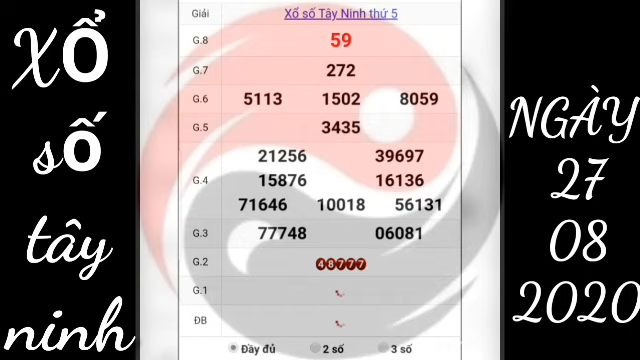 Xổ
số
tây
ninh
Giải Xổ số Tây Ninh thứ 5
G.8 59
G.7 272
G.6 5113 1502 8059
G.5 3435
21256 39697
G.4 15876 16136
71646 10018 56131
G.3 77748 06081
G.2 48777
G.1
ĐB
Đầy đủ 2 số 3 số
NGÀY
27
08
2020